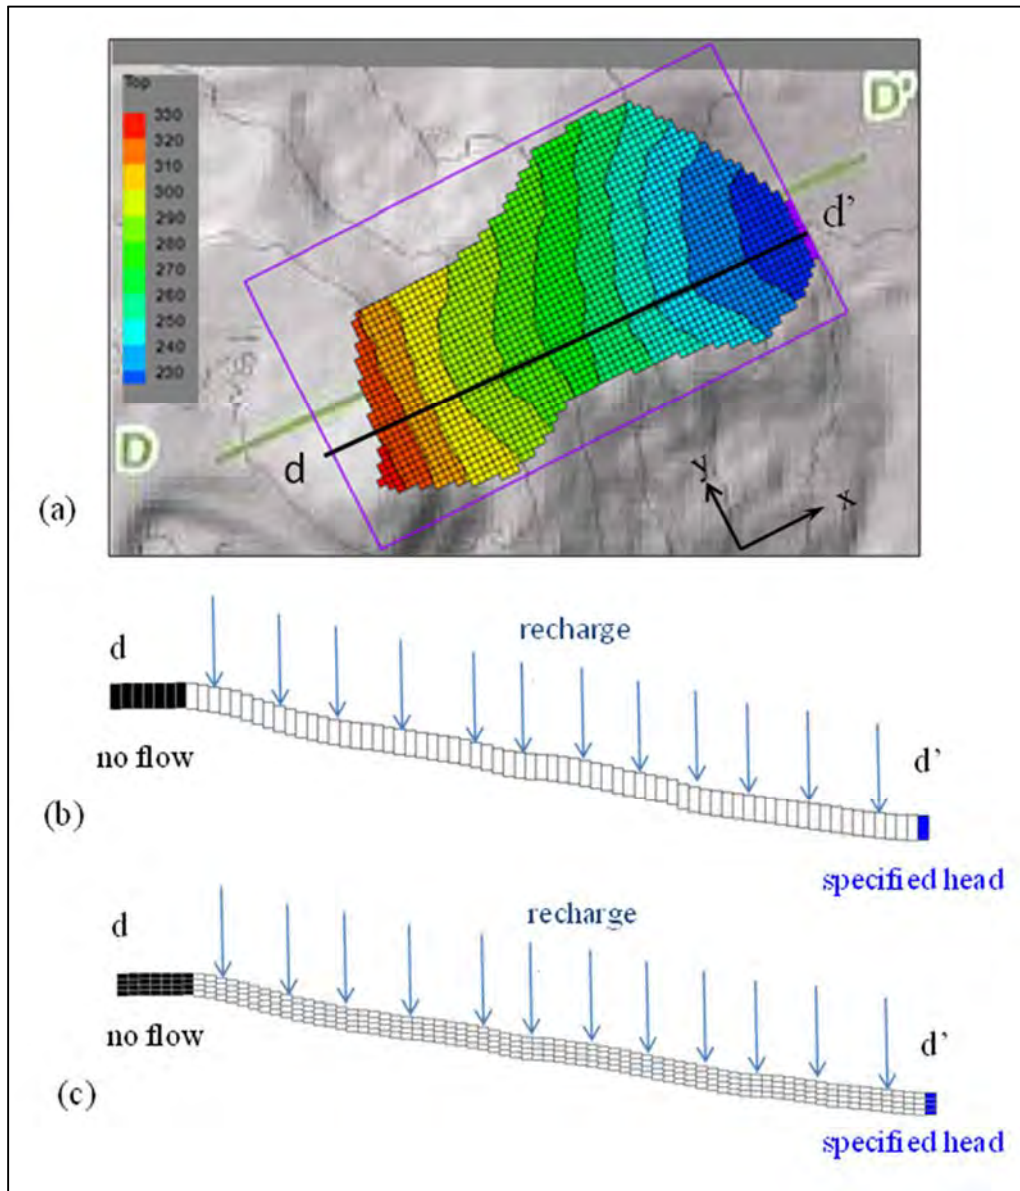 Top
330
320
310
300
290
280
270
260
250
240
230
D'
d'
D
d
y
x
(a)
recharge
d
no flow
d'
(b)
specified head
recharge
d
no flow
d'
(c)
specified head